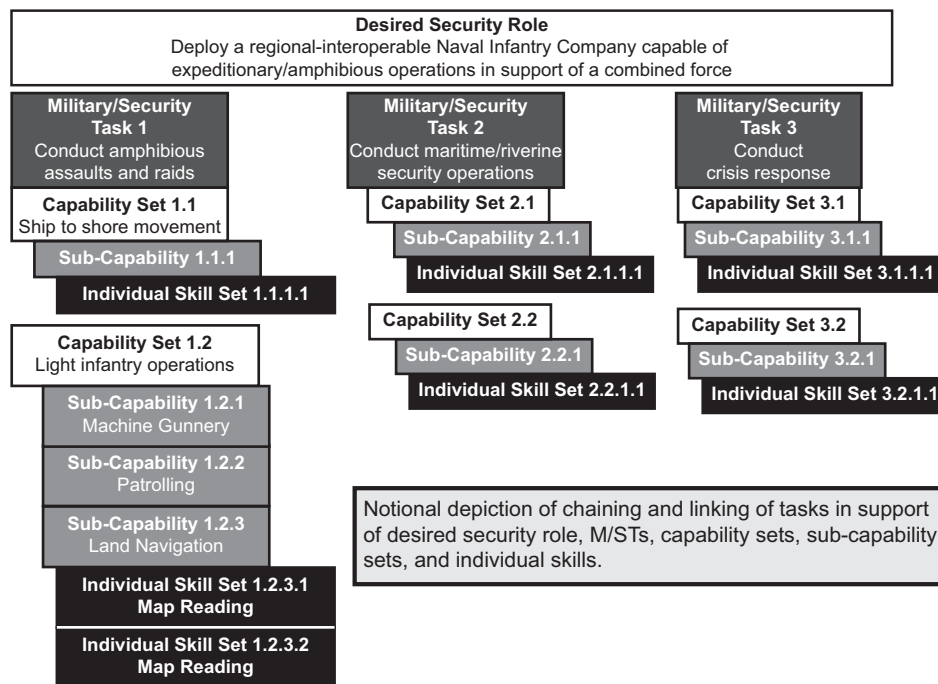 Desired Security Role
Deploy a regional-interoperable Naval Infantry Company capable of
expeditionary/amphibious operations in support of a combined force
Military/Security
Task 1
Conduct amphibious
assaults and raids
Capability Set 1.1
Ship to shore movement
Sub-Capability 1.1.1
Individual Skill Set 1.1.1.1
Capability Set 1.2
Light infantry operations
Sub-Capability 1.2.1
Machine Gunnery
Sub-Capability 1.2.2
Patrolling
Sub-Capability 1.2.3
Land Navigation
Individual Skill Set 1.2.3.1
Map Reading
Individual Skill Set 1.2.3.2
Map Reading
Military/Security
Task 2
Conduct maritime/riverine
security operations
Capability Set 2.1
Sub-Capability 2.1.1
Individual Skill Set 2.1.1.1
Capability Set 2.2
Sub-Capability 2.2.1
Individual Skill Set 2.2.1.1
Military/Security
Task 3
Conduct
crisis response
Capability Set 3.1
Sub-Capability 3.1.1
Individual Skill Set 3.1.1.1
Capability Set 3.2
Sub-Capability 3.2.1
Individual Skill Set 3.2.1.1
Notional depiction of chaining and linking of tasks in support
of desired security role, M/STs, capability sets, sub-capability
sets, and individual skills.